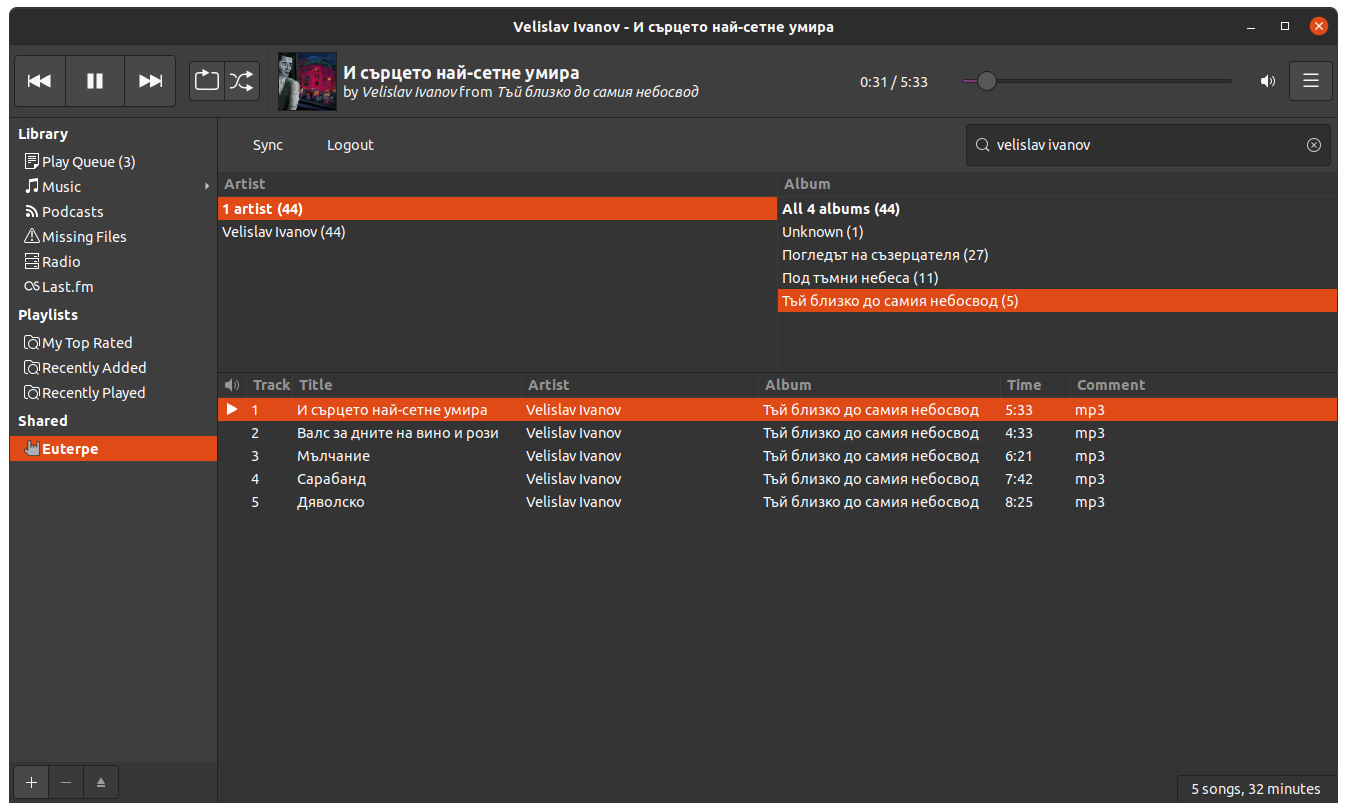 Velislav Ivanov - И сърцето най-сетне умира
И сърцето най-сетне умира
by Velislav Ivanov from Тъй близко до самия небосвод
0:31 / 5:33
Library
Play Queue (3)
Music
Podcasts
Missing Files
Radio
Last.fm
Playlists
My Top Rated
Recently Added
Recently Played
Shared
Euterpe
Sync Logout
velislav ivanov
Artist
1 artist (44)
Velislav Ivanov (44)
Album
All 4 albums (44)
Unknown (1)
Погледът на съзерцателя (27)
Под тъмни небеса (11)
Тъй близко до самия небосвод (5)
Track Title Artist Album Time Comment
1 И сърцето най-сетне умира Velislav Ivanov Тъй близко до самия небосвод 5:33 mp3
2 Валс за дните на вино и рози Velislav Ivanov Тъй близко до самия небосвод 4:33 mp3
3 Мълчание Velislav Ivanov Тъй близко до самия небосвод 6:21 mp3
4 Сарабанд Velislav Ivanov Тъй близко до самия небосвод 7:42 mp3
5 Дяволско Velislav Ivanov Тъй близко до самия небосвод 8:25 mp3
5 songs, 32 minutes